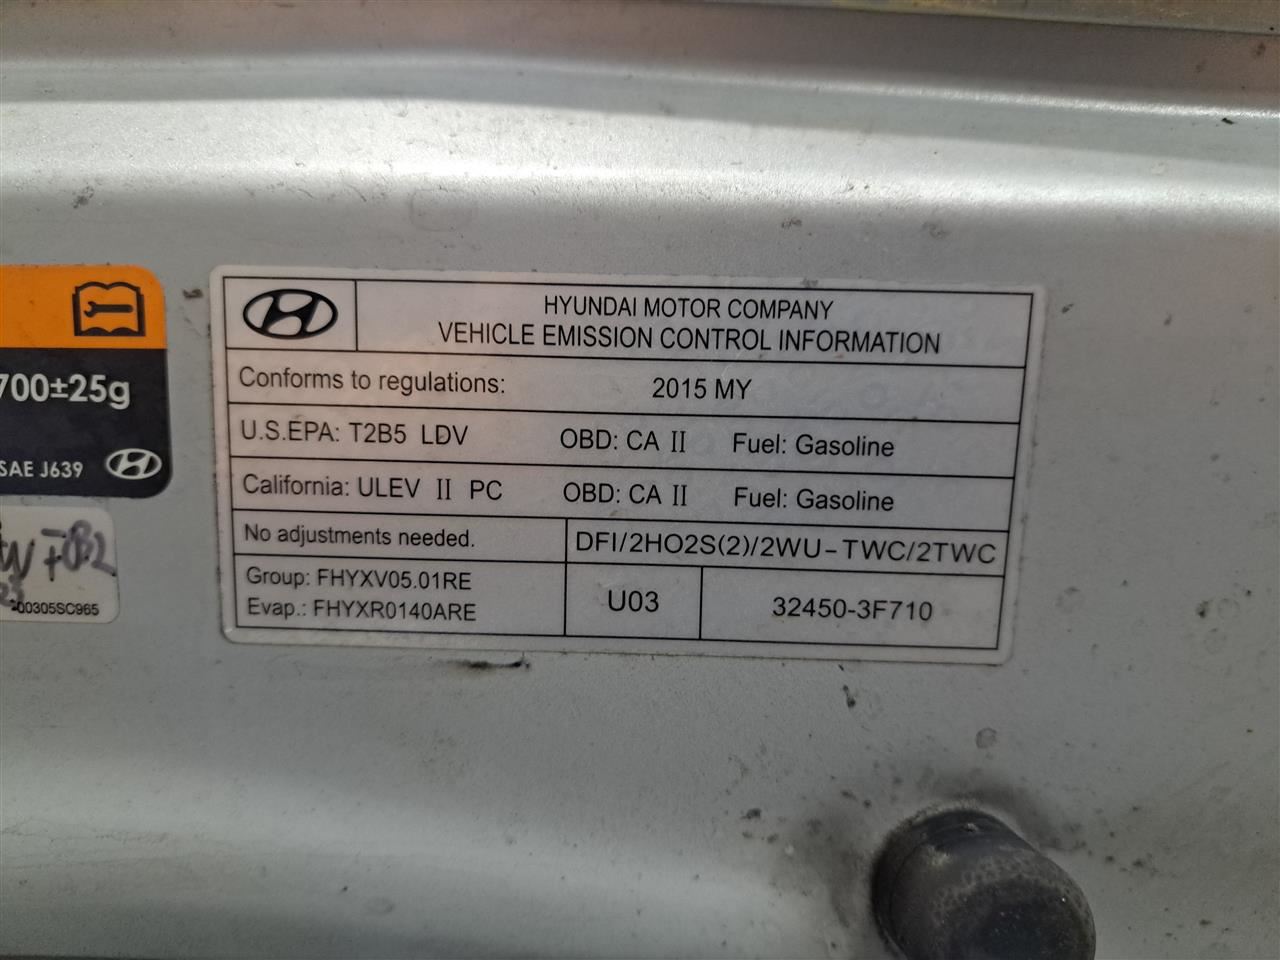 HYUNDAI MOTOR COMPANY
VEHICLE EMISSION CONTROL INFORMATION
Conforms to regulations: 2015 MY
U.S.EPA: T2B5 LDV OBD: CA II Fuel: Gasoline
California: ULEV II PC OBD: CA II Fuel: Gasoline
No adjustments needed. DFI/2HO2S(2)/2WU-TWC/2TWC
Group: FHYXV05.01RE
Evap.: FHYXR0140ARE
U03 32450-3F710
700±25g
SAE J639
00305SC965